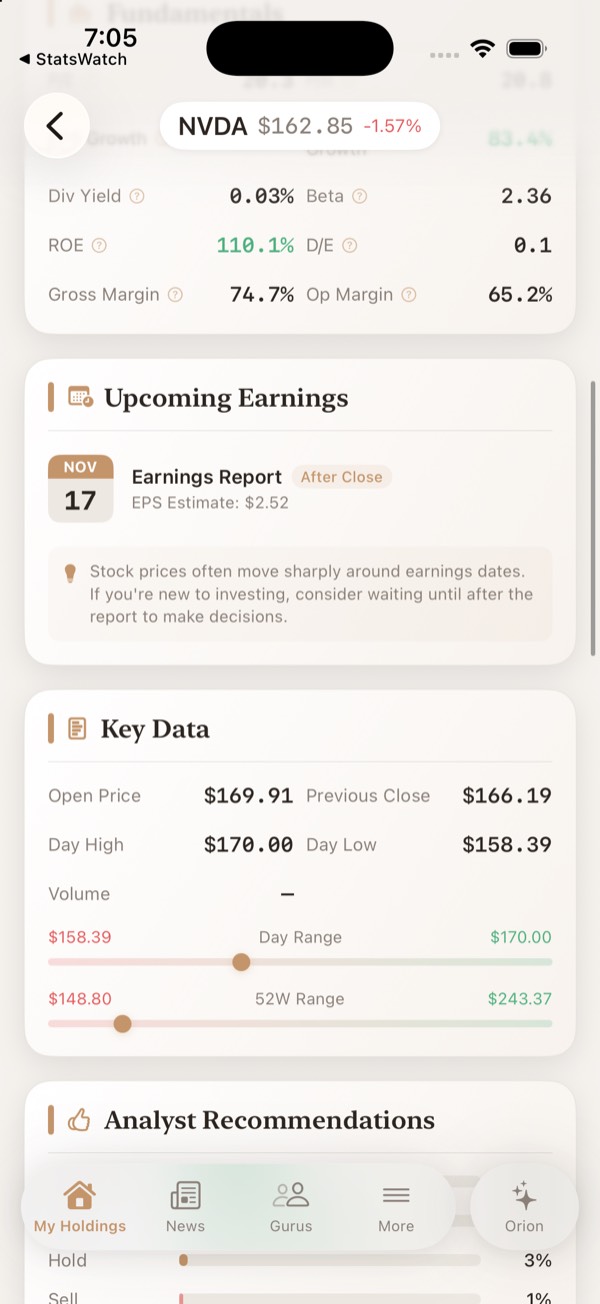 Fundamentals
7:05
StatsWatch
NVDA $162.85 -1.57%
Growth 83.4%
Growth
Div Yield ? 0.03% Beta ? 2.36
ROE ? 110.1% D/E ? 0.1
Gross Margin ? 74.7% Op Margin ? 65.2%
Upcoming Earnings
NOV
17
Earnings Report After Close
EPS Estimate: $2.52
Stock prices often move sharply around earnings dates.
If you're new to investing, consider waiting until after the
report to make decisions.
Key Data
Open Price $169.91 Previous Close $166.19
Day High $170.00 Day Low $158.39
Volume —
$158.39 Day Range $170.00
$148.80 52W Range $243.37
Analyst Recommendations
My Holdings News Gurus More Orion
Hold 3%
Sell 1%